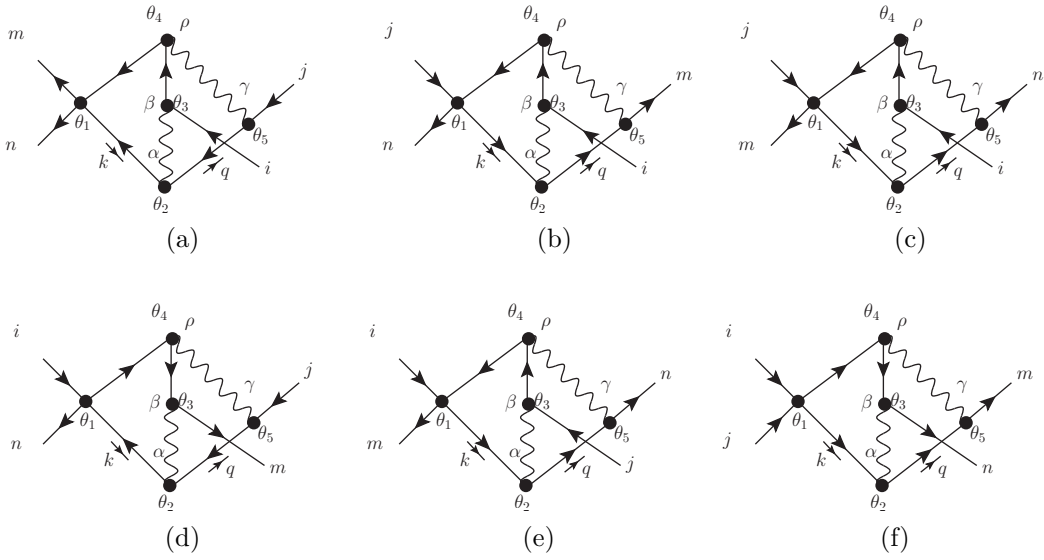 θ4 ρ θ4 ρ θ4 ρ
m j j
j m n
γ γ γ
β θ3 β θ3 β θ3
θ1 θ5 θ1 θ5 θ1 θ5
n n m
k α q i k α q i k α q i
θ2 θ2 θ2
(a) (b) (c)
θ4 ρ θ4 ρ θ4 ρ
i i i
j n m
γ γ γ
β θ3 β θ3 β θ3
θ1 θ5 θ1 θ5 θ1 θ5
n m j
k α q m k α q j k α q n
θ2 θ2 θ2
(d) (e) (f)